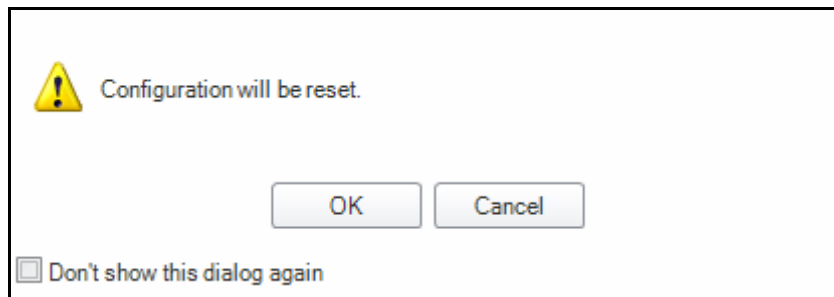 Configuration will be reset.
OK Cancel
Don't show this dialog again